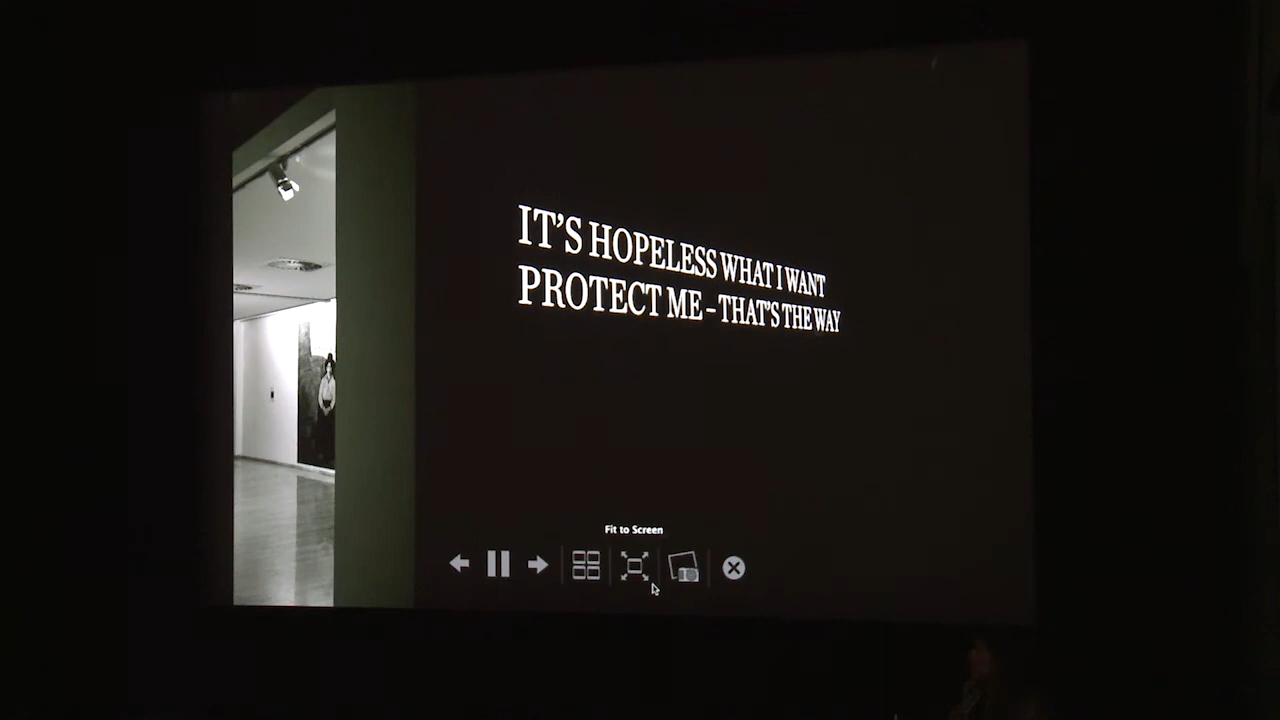 IT'S HOPELESS WHAT I WANT
PROTECT ME – THAT'S THE WAY
Fit to Screen